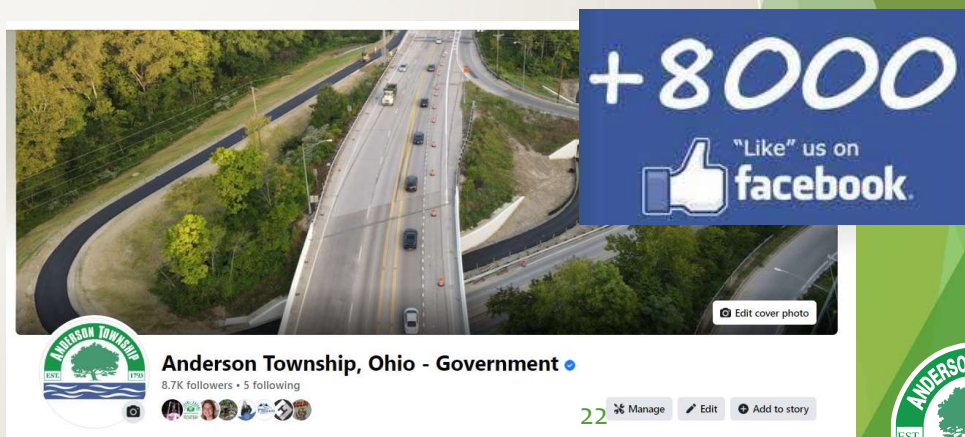 +8000
"Like" us on
facebook.
Edit cover photo
ANDERSON TOWNSHIP
EST. 1793
Anderson Township, Ohio - Government
8.7K followers • 5 following
22
Manage
Edit
Add to story
EST